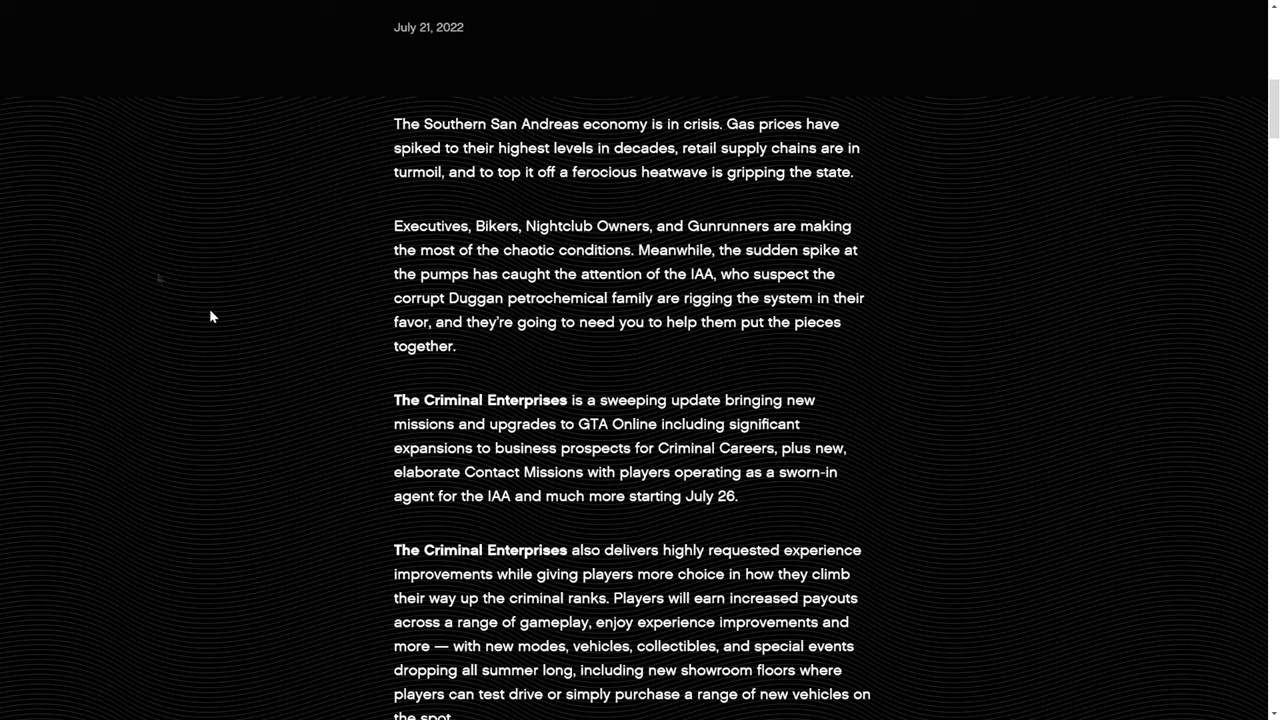 July 21, 2022
The Southern San Andreas economy is in crisis. Gas prices have
spiked to their highest levels in decades, retail supply chains are in
turmoil, and to top it off a ferocious heatwave is gripping the state.
Executives, Bikers, Nightclub Owners, and Gunrunners are making
the most of the chaotic conditions. Meanwhile, the sudden spike at
the pumps has caught the attention of the IAA, who suspect the
corrupt Duggan petrochemical family are rigging the system in their
favor, and they're going to need you to help them put the pieces
together.
The Criminal Enterprises is a sweeping update bringing new
missions and upgrades to GTA Online including significant
expansions to business prospects for Criminal Careers, plus new,
elaborate Contact Missions with players operating as a sworn-in
agent for the IAA and much more starting July 26.
The Criminal Enterprises also delivers highly requested experience
improvements while giving players more choice in how they climb
their way up the criminal ranks. Players will earn increased payouts
across a range of gameplay, enjoy experience improvements and
more — with new modes, vehicles, collectibles, and special events
dropping all summer long, including new showroom floors where
players can test drive or simply purchase a range of new vehicles on
the spot.